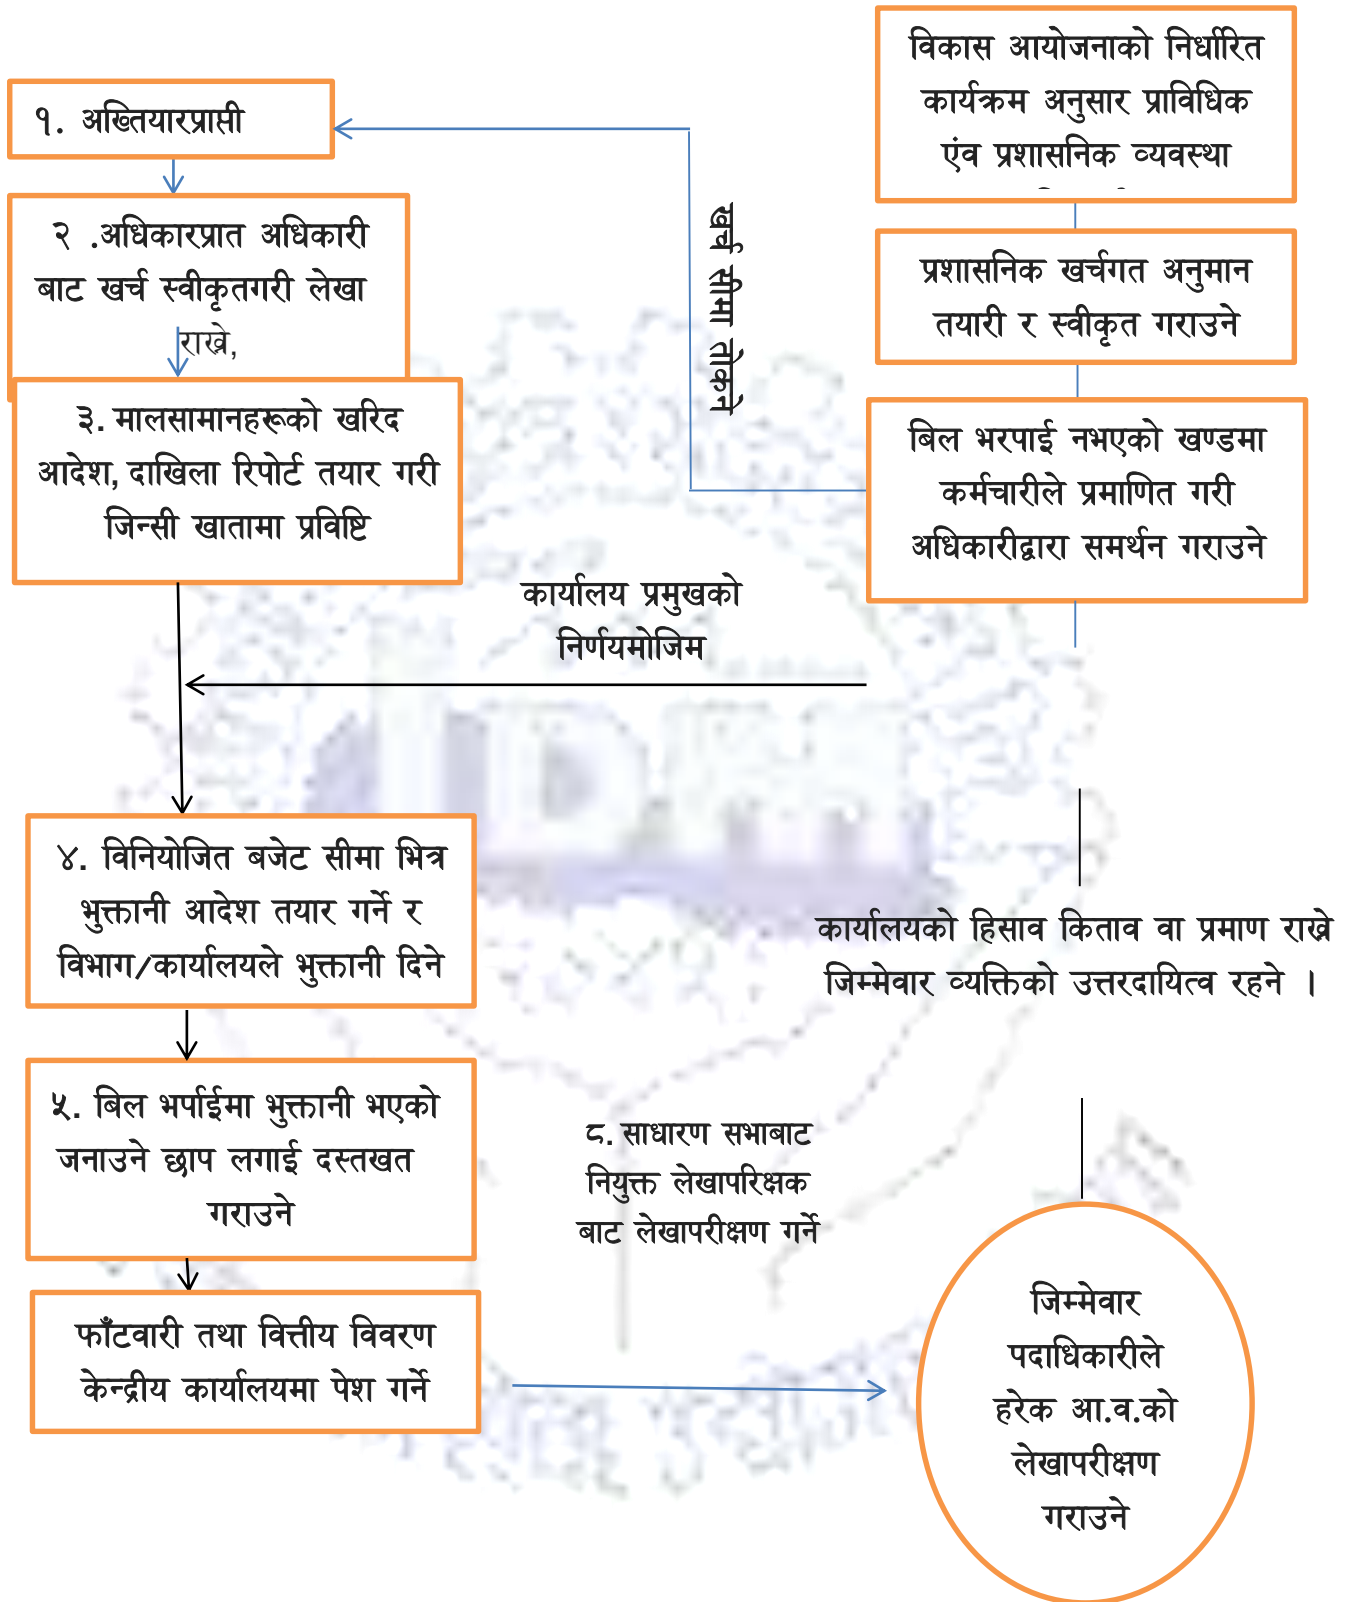 १. अख्तियारप्राप्ती
२ .अधिकारप्रात अधिकारी
बाट खर्च स्वीकृतगरी लेखा
राख्ने,
३. मालसामानहरूको खरिद
आदेश, दाखिला रिपोर्ट तयार गरी
जिन्सी खातामा प्रविष्टि
विकास आयोजनाको निर्धारित
कार्यक्रम अनुसार प्राविधिक
एंव प्रशासनिक व्यवस्था
प्रशासनिक खर्चगत अनुमान
तयारी र स्वीकृत गराउने
बिल भरपाई नभएको खण्डमा
कर्मचारीले प्रमाणित गरी
अधिकारीद्वारा समर्थन गराउने
खर्च सीमा तोक्ने
कार्यालय प्रमुखको
निर्णयमोजिम
४. विनियोजित बजेट सीमा भित्र
भुक्तानी आदेश तयार गर्ने र
विभाग/कार्यालयले भुक्तानी दिने
कार्यालयको हिसाव किताव वा प्रमाण राख्ने
जिम्मेवार व्यक्तिको उत्तरदायित्व रहने ।
५. बिल भर्पाईमा भुक्तानी भएको
जनाउने छाप लगाई दस्तखत
गराउने
८. साधारण सभाबाट
नियुक्त लेखापरिक्षक
बाट लेखापरीक्षण गर्ने
फाँटवारी तथा वित्तीय विवरण
केन्द्रीय कार्यालयमा पेश गर्ने
जिम्मेवार
पदाधिकारीले
हरेक आ.व.को
लेखापरीक्षण
गराउने